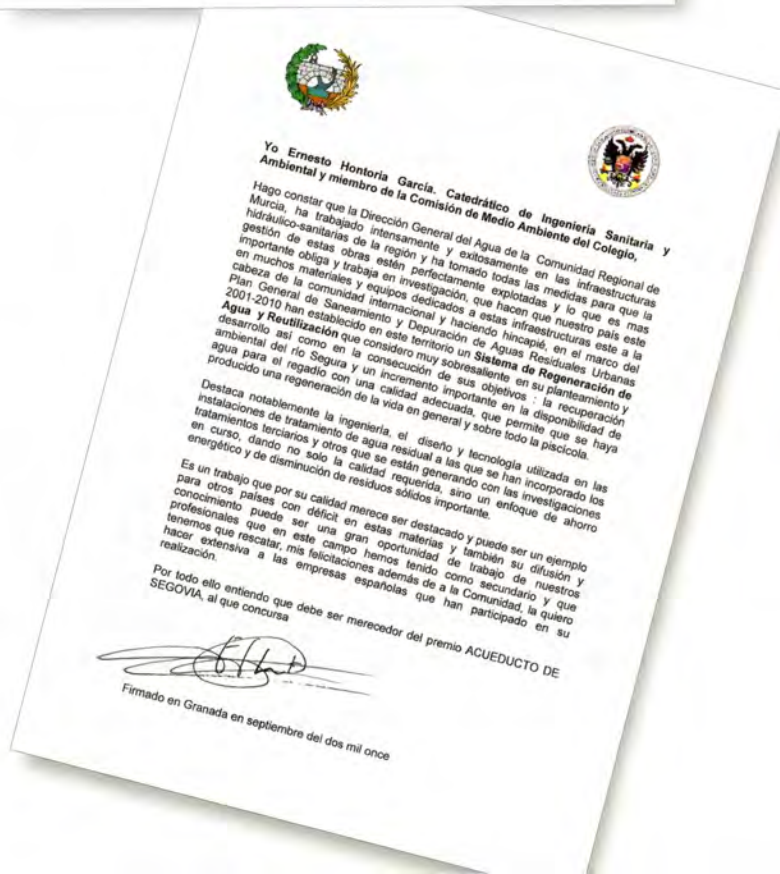 Yo Ernesto Hontoria García. Catedrático de Ingeniería Sanitaria y
Ambiental y miembro de la Comisión de Medio Ambiente del Colegio,
Hago constar que la Dirección General del Agua de la Comunidad Regional de
Murcia, ha trabajado intensamente y exitosamente en las infraestructuras
hidráulico-sanitarias de la región y ha tomado todas las medidas para que la
gestión de estas obras estén perfectamente explotadas y lo que es mas
importante obliga y trabaja en investigación, que hacen que nuestro país este
en muchos materiales y equipos dedicados a estas infraestructuras este a la
cabeza de la comunidad internacional y haciendo hincapié, en el marco del
Plan General de Saneamiento y Depuración de Aguas Residuales Urbanas
2001-2010 han establecido en este territorio un Sistema de Regeneración de
Agua y Reutilización que considero muy sobresaliente en su planteamiento y
desarrollo así como en la consecución de sus objetivos : la recuperación
ambiental del río Segura y un incremento importante en la disponibilidad de
agua para el regadío con una calidad adecuada, que permite que se haya
producido una regeneración de la vida en general y sobre todo la piscícola.
Destaca notablemente la ingeniería, el diseño y tecnología utilizada en las
instalaciones de tratamiento de agua residual a las que se han incorporado los
tratamientos terciarios y otros que se están generando con las investigaciones
en curso, dando no solo la calidad requerida, sino un enfoque de ahorro
energético y de disminución de residuos sólidos importante.
Es un trabajo que por su calidad merece ser destacado y puede ser un ejemplo
para otros países con déficit en estas materias y también su difusión y
conocimiento puede ser una gran oportunidad de trabajo de nuestros
profesionales que en este campo hemos tenido como secundario y que
tenemos que rescatar, mis felicitaciones además de a la Comunidad, la quiero
hacer extensiva a las empresas españolas que han participado en su
realización.
Por todo ello entiendo que debe ser merecedor del premio ACUEDUCTO DE
SEGOVIA, al que concursa
Firmado en Granada en septiembre del dos mil once